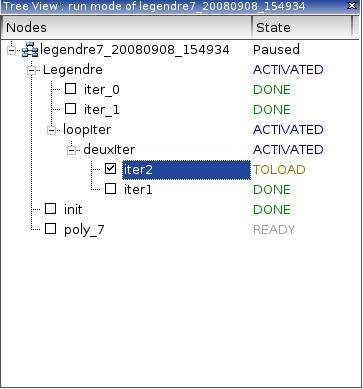 Tree View : run mode of legendre7_20080908_154934
Nodes State
legendre7_20080908_154934 Paused
Legendre ACTIVATED
iter_0 DONE
iter_1 DONE
loopIter ACTIVATED
deuxIter ACTIVATED
iter2 TOLOAD
iter1 DONE
init DONE
poly_7 READY